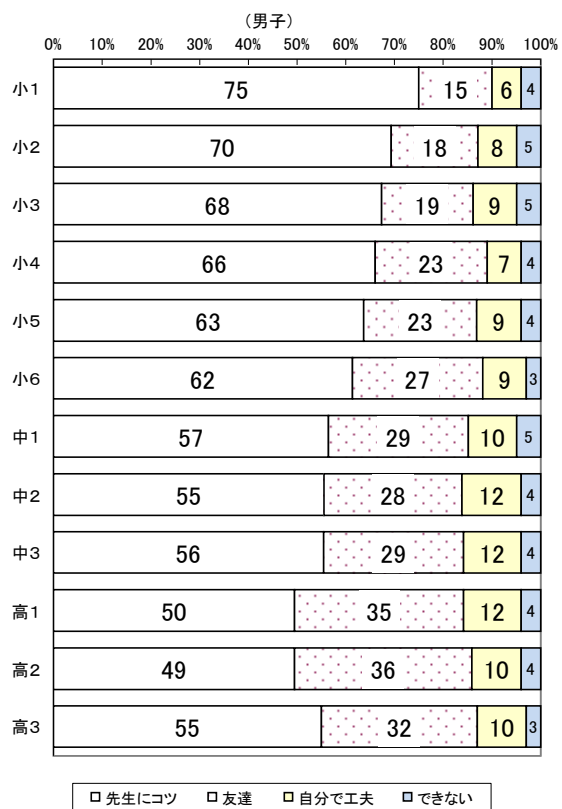 (男子)
0% 10% 20% 30% 40% 50% 60% 70% 80% 90% 100%
小1 75 15 6 4
小2 70 18 8 5
小3 68 19 9 5
小4 66 23 7 4
小5 63 23 9 4
小6 62 27 9 3
中1 57 29 10 5
中2 55 28 12 4
中3 56 29 12 4
高1 50 35 12 4
高2 49 36 10 4
高3 55 32 10 3
先生にコツ 友達 自分で工夫 できない